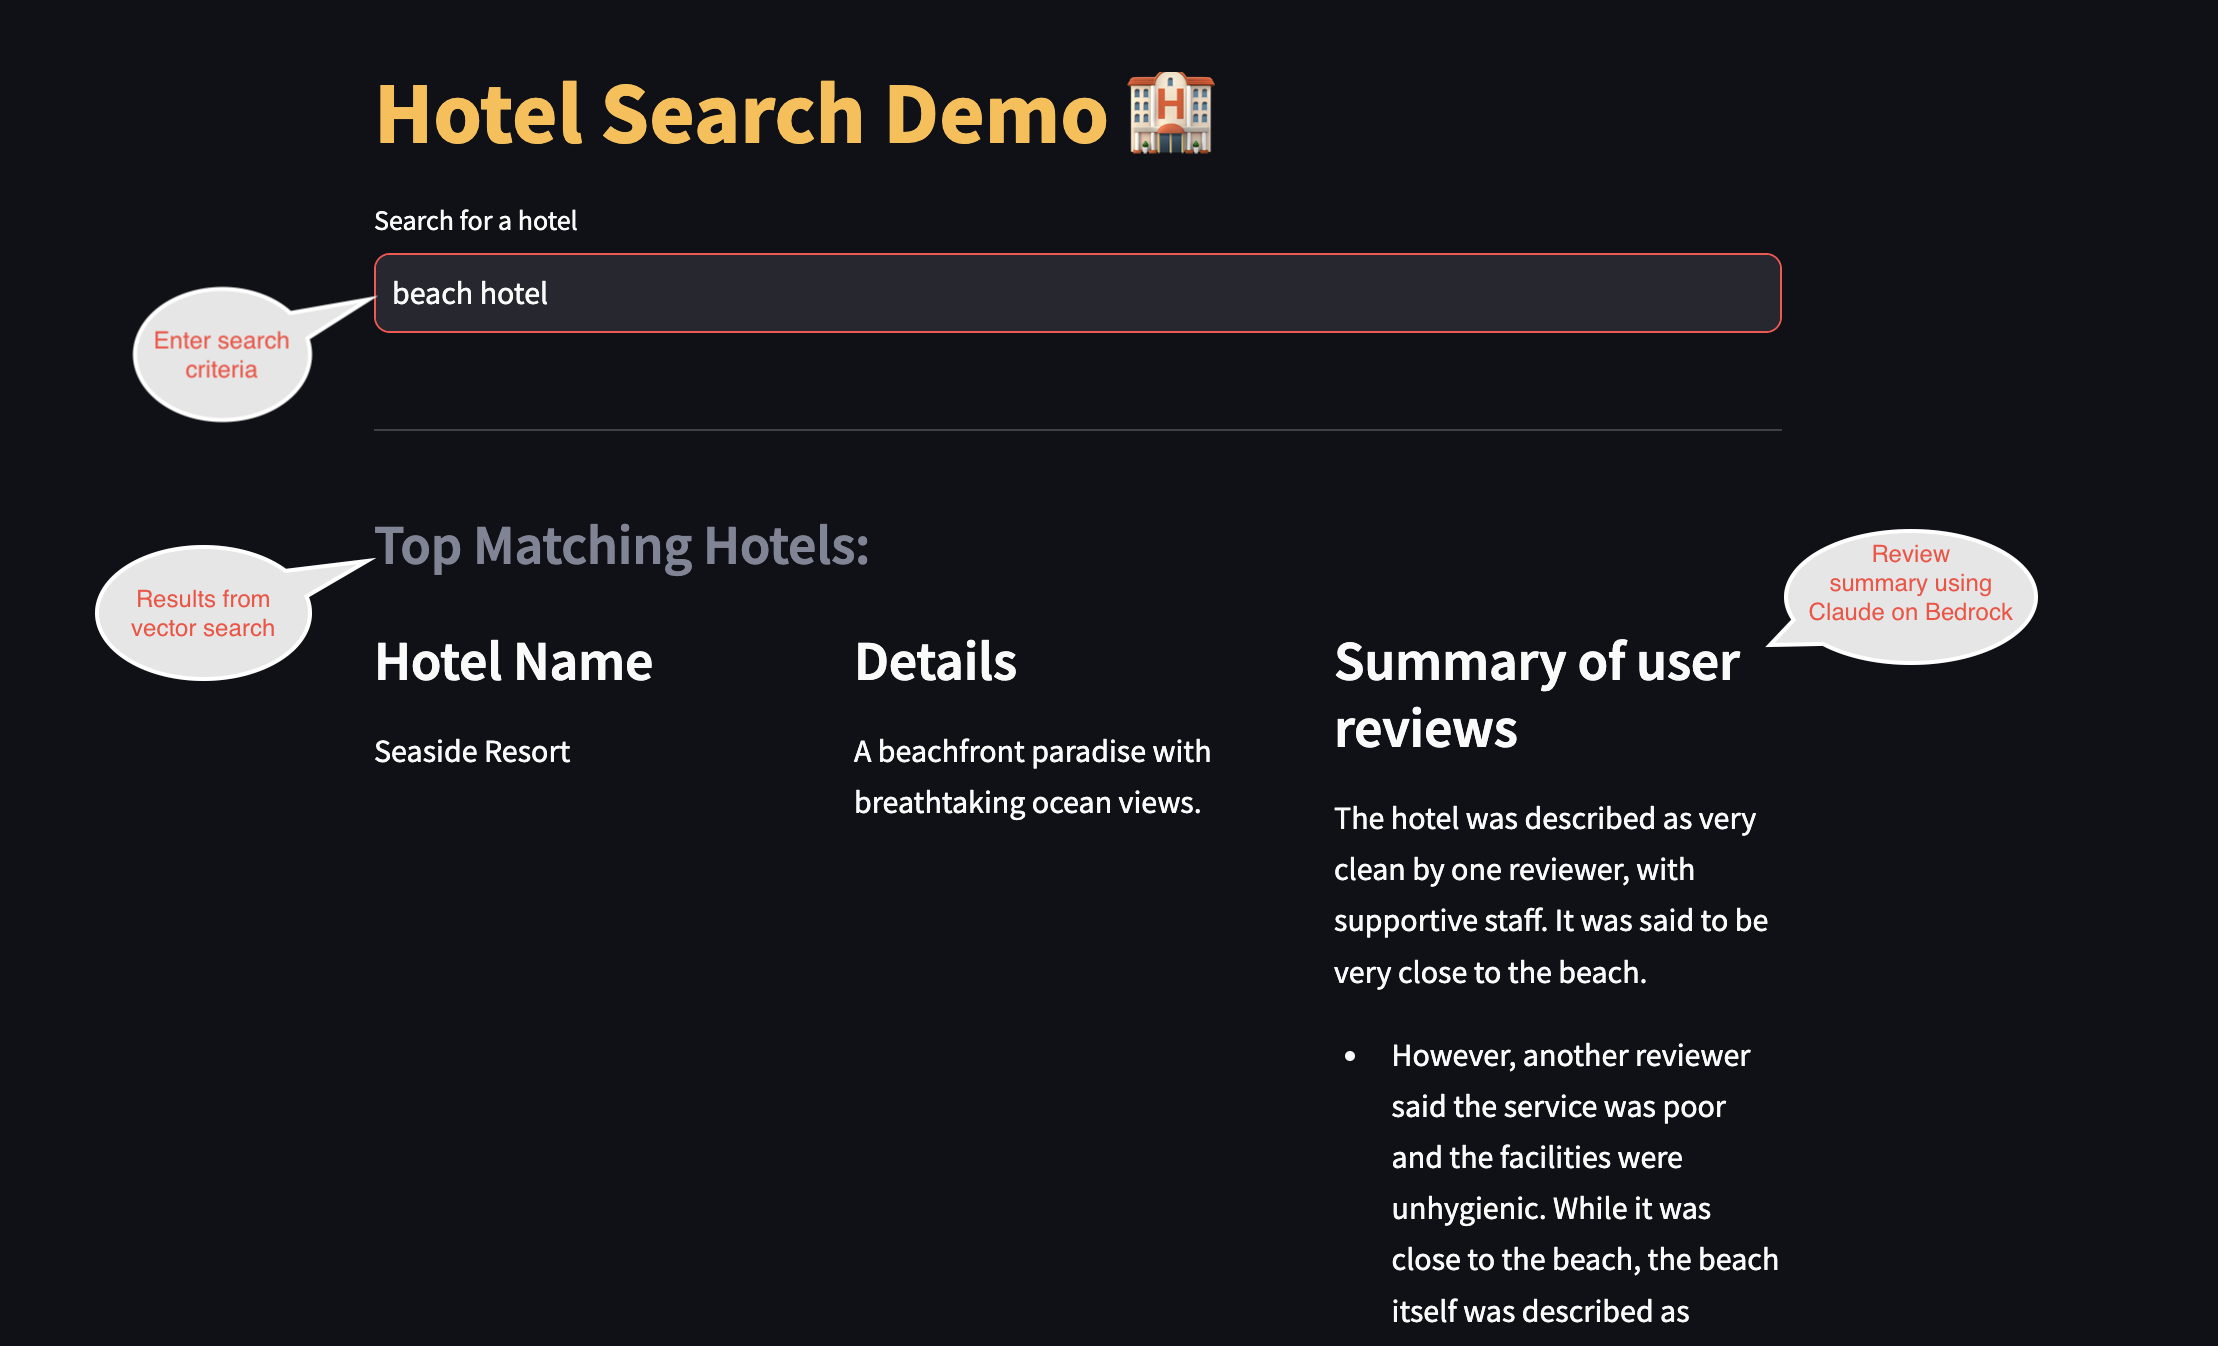 Hotel Search Demo
Search for a hotel
beach hotel
Enter search
criteria
Top Matching Hotels:
Results from
vector search
Review
summary using
Claude on Bedrock
Hotel Name
Seaside Resort
Details
A beachfront paradise with
breathtaking ocean views.
Summary of user
reviews
The hotel was described as very
clean by one reviewer, with
supportive staff. It was said to be
very close to the beach.
• However, another reviewer
said the service was poor
and the facilities were
unhygienic. While it was
close to the beach, the beach
itself was described as